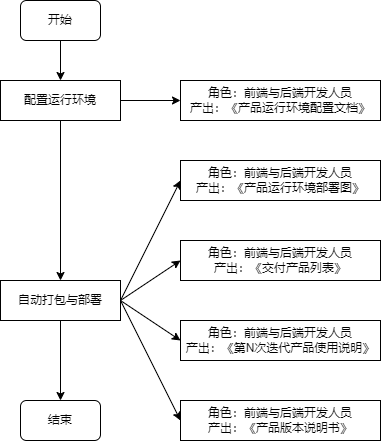 开始
配置运行环境
角色：前端与后端开发人员
产出：《产品运行环境配置文档》
角色：前端与后端开发人员
产出：《产品运行环境部署图》
角色：前端与后端开发人员
产出：《交付产品列表》
自动打包与部署
角色：前端与后端开发人员
产出：《第N次迭代产品使用说明》
结束
角色：前端与后端开发人员
产出：《产品版本说明书》